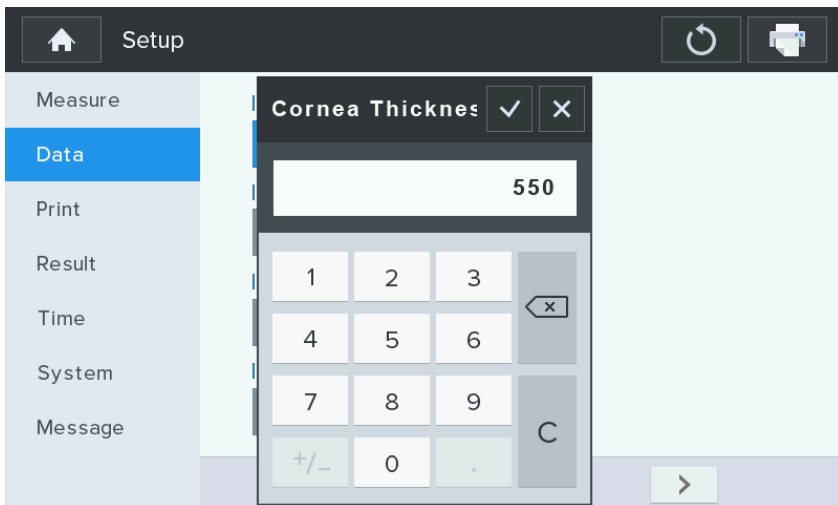 Setup
Measure
Data
Print
Result
Time
System
Message
Cornea Thicknes
550
1 2 3
4 5 6
7 8 9
+/- 0 .
C